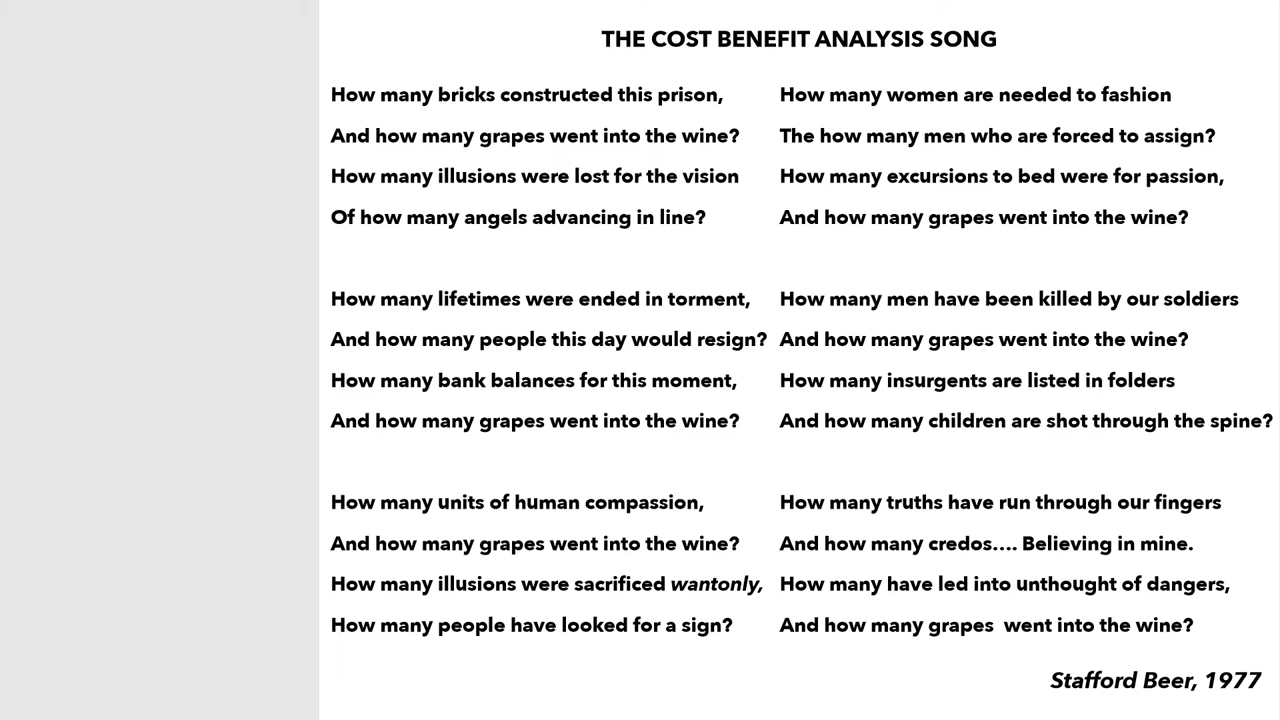 THE COST BENEFIT ANALYSIS SONG
How many bricks constructed this prison,
And how many grapes went into the wine?
How many illusions were lost for the vision
Of how many angels advancing in line?
How many lifetimes were ended in torment,
And how many people this day would resign?
How many bank balances for this moment,
And how many grapes went into the wine?
How many units of human compassion,
And how many grapes went into the wine?
How many illusions were sacrificed wantonly,
How many people have looked for a sign?
How many women are needed to fashion
The how many men who are forced to assign?
How many excursions to bed were for passion,
And how many grapes went into the wine?
How many men have been killed by our soldiers
And how many grapes went into the wine?
How many insurgents are listed in folders
And how many children are shot through the spine?
How many truths have run through our fingers
And how many credos…. Believing in mine.
How many have led into unthought of dangers,
And how many grapes  went into the wine?
Stafford Beer, 1977